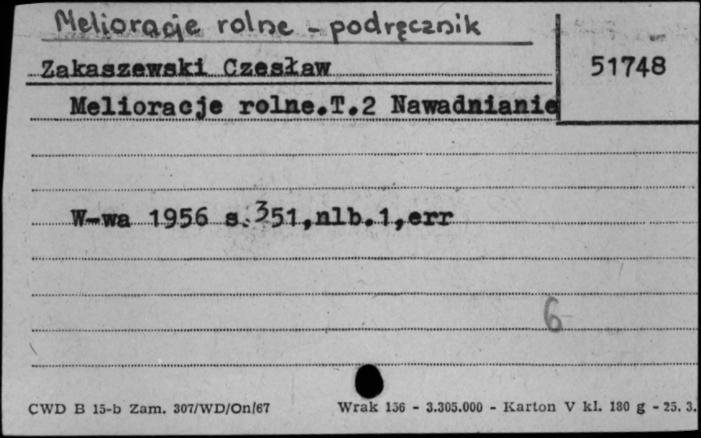 Melioracje rolne - podręcznik
Zakaszewski Czesław
51748
Melioracje rolne.T.2 Nawadnianie
W-wa 1956 s.351,nlb.1,err
6
CWD B 15-b Zam. 307/WD/On/67
Wrak 156 - 3.305.000 - Karton V kl. 180 g - 25. 3.